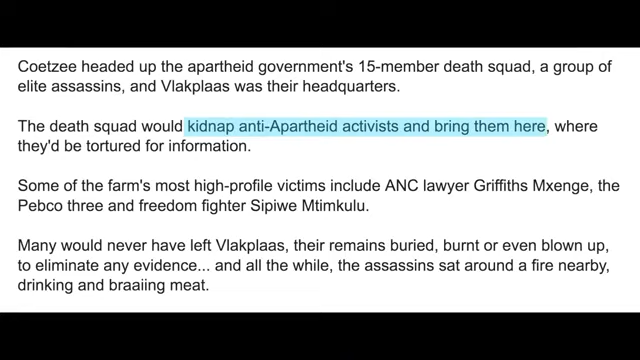 Coetzee headed up the apartheid government's 15-member death squad, a group of
elite assassins, and Vlakplaas was their headquarters.
The death squad would kidnap anti-Apartheid activists and bring them here, where
they'd be tortured for information.
Some of the farm's most high-profile victims include ANC lawyer Griffiths Mxenge, the
Pebco three and freedom fighter Sipiwe Mtimkulu.
Many would never have left Vlakplaas, their remains buried, burnt or even blown up,
to eliminate any evidence... and all the while, the assassins sat around a fire nearby,
drinking and braaiing meat.